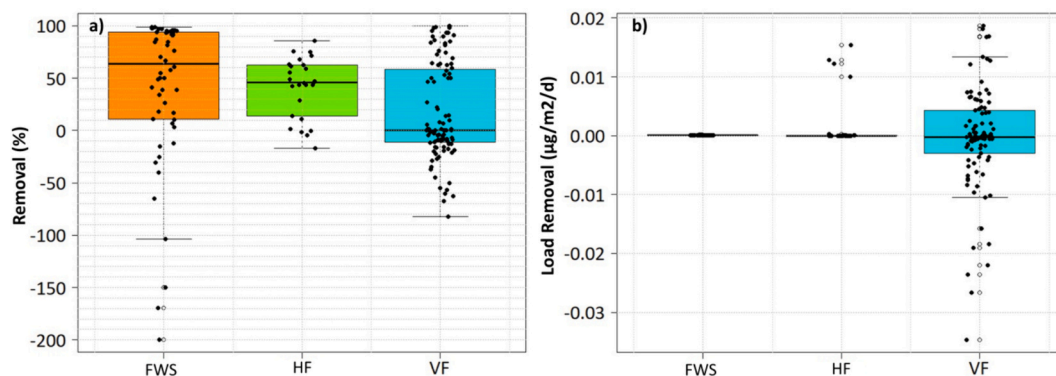 a)
Removal (%)
100
50
0
-50
-100
-150
-200
FWS
HF
VF
b)
Load Removal (µg/m2/d)
0.02
0.01
0.00
-0.01
-0.02
-0.03
FWS
HF
VF